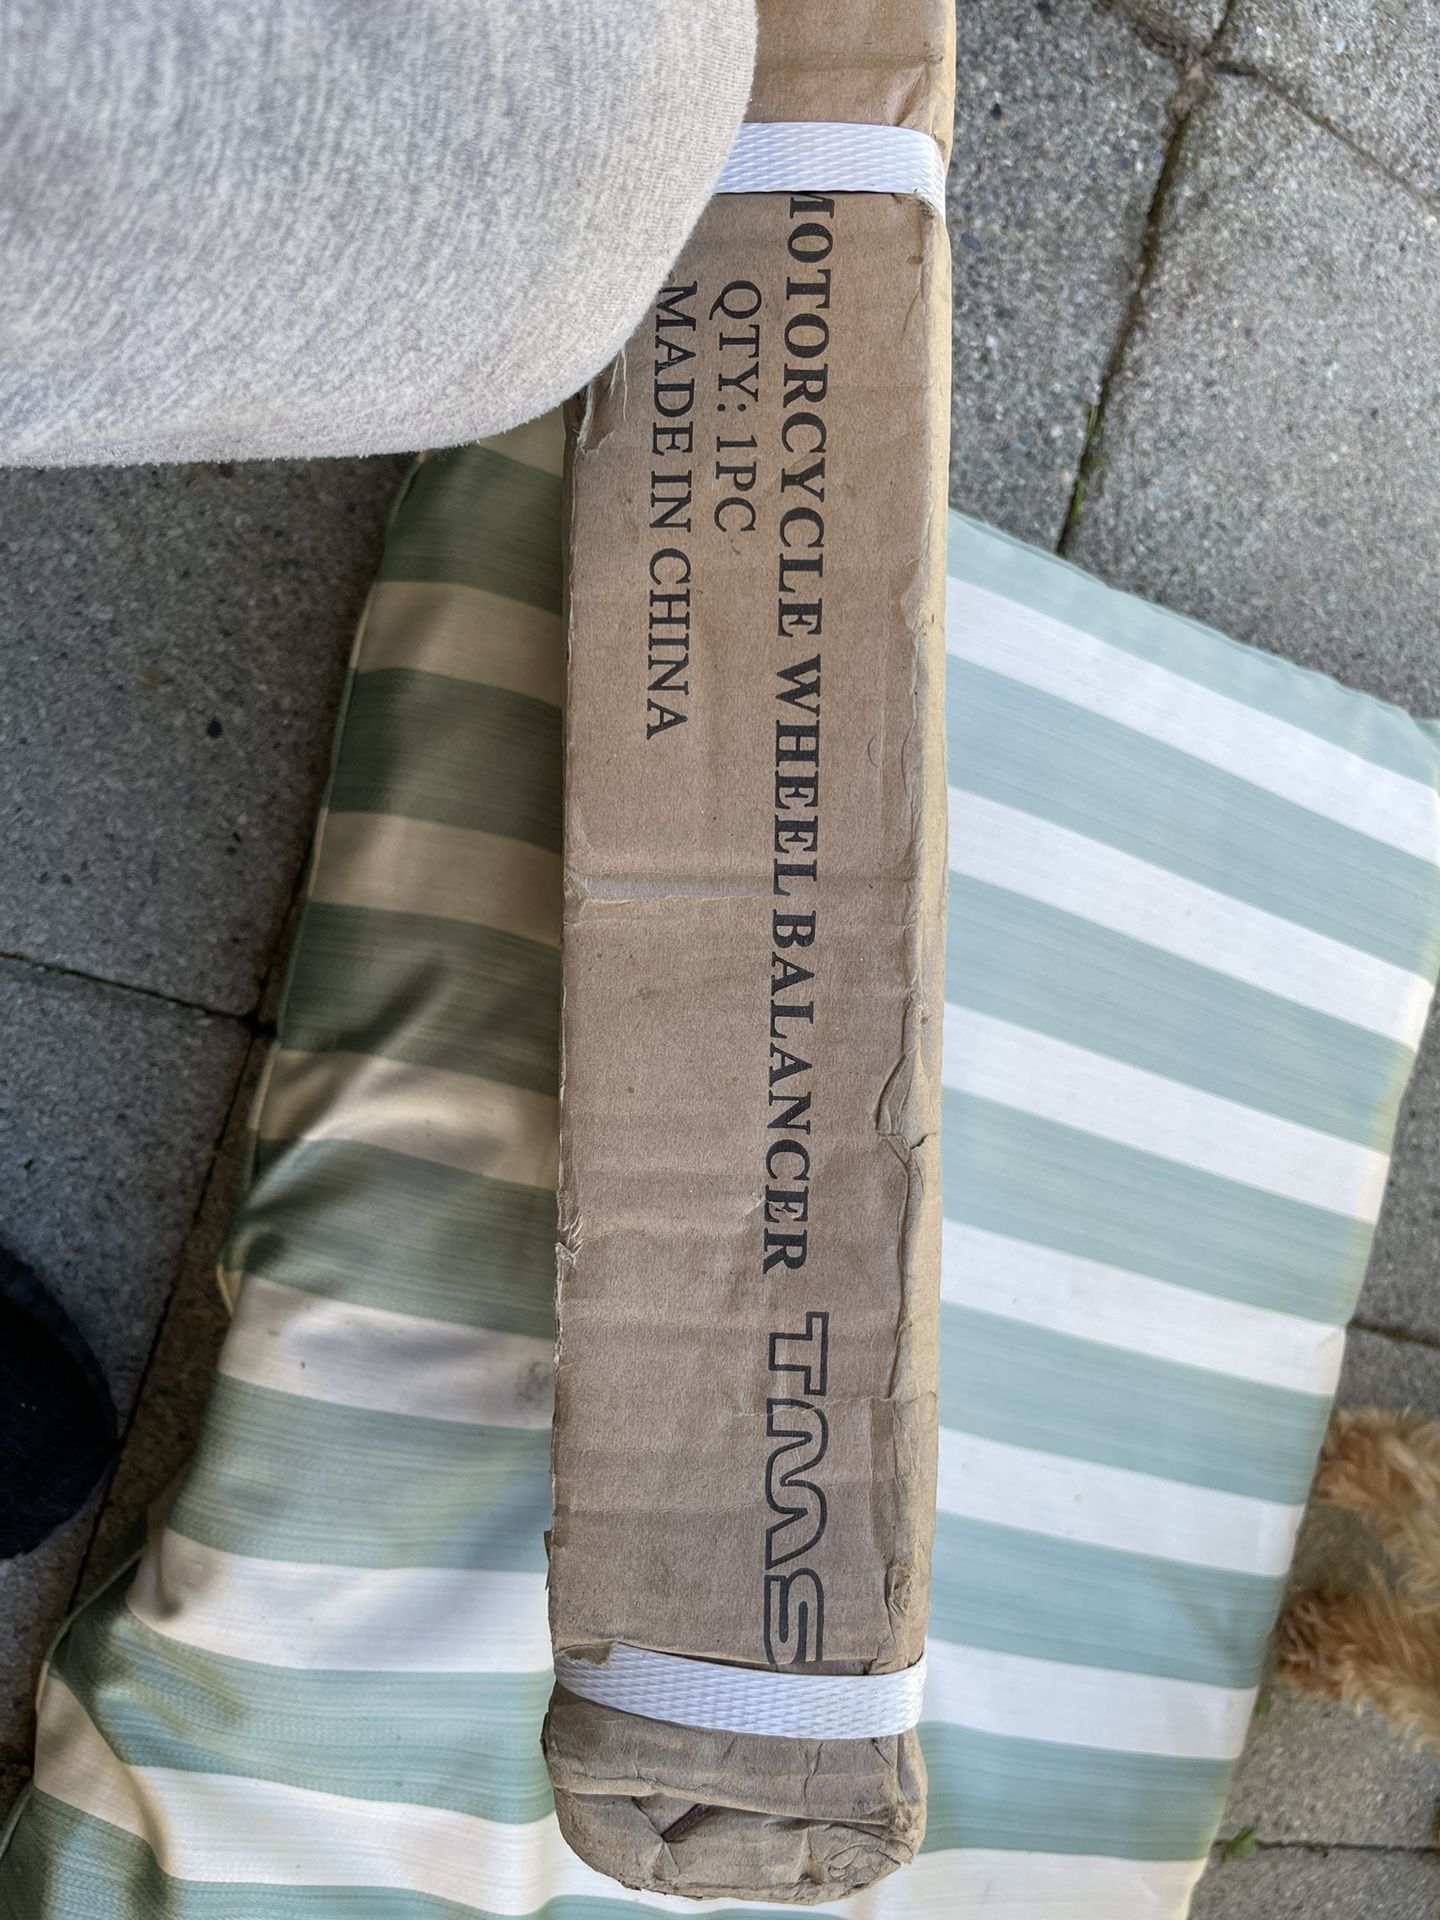 MOTORCYCLE WHEEL BALANCER TMS
QTY: 1PC
MADE IN CHINA